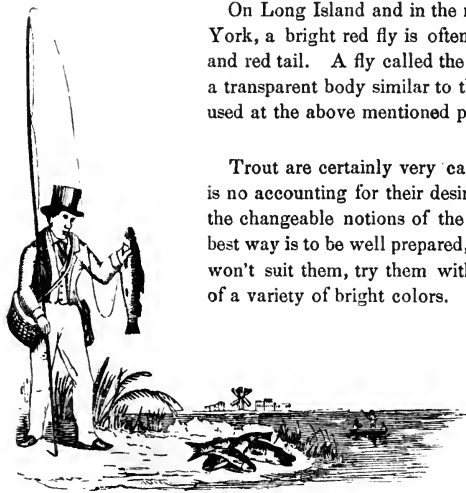 On Long Island and in the
York, a bright red fly is often
and red tail. A fly called the
a transparent body similar to
used at the above mentioned
Trout are certainly very
is no accounting for their
the changeable notions of the
best way is to be well prepared,
won't suit them, try them
of a variety of bright colors.